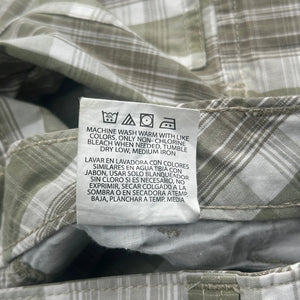 MACHINE WASH WARM WITH LIKE
COLORS, ONLY NON- CHLORINE
BLEACH WHEN NEEDED, TUMBLE
DRY LOW, MEDIUM IRON
LAVAR EN LAVADORA CON COLORES
SIMILARES EN AGUA TIBIA CON
JABON, USAR SOLO BLANQUEADOR
SIN CLORO SI ES NECESARIO, NO
EXPRIMIR, SECAR COLGADO A LA
SOMBRA Ó EN SECADORA A TEMP.
BAJA, PLANCHAR A TEMP. MEDIA